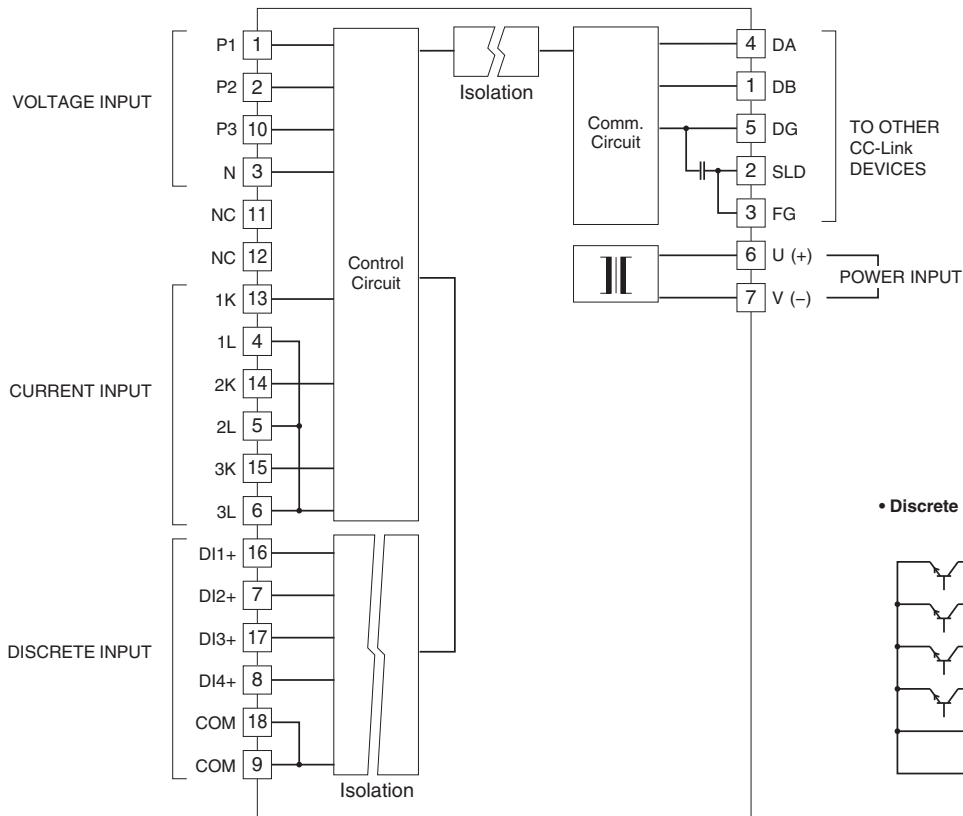 VOLTAGE INPUT
P1 1
P2 2
P3 10
N 3
NC 11
NC 12
CURRENT INPUT
1K 13
1L 4
2K 14
2L 5
3K 15
3L 6
DISCRETE INPUT
DI1+ 16
DI2+ 7
DI3+ 17
DI4+ 8
COM 18
COM 9
Control
Circuit
Isolation
Isolation
Comm.
Circuit
4 DA
1 DB
5 DG
2 SLD
3 FG
TO OTHER
CC-Link
DEVICES
6 U (+)
7 V (–)
POWER INPUT
• Discrete